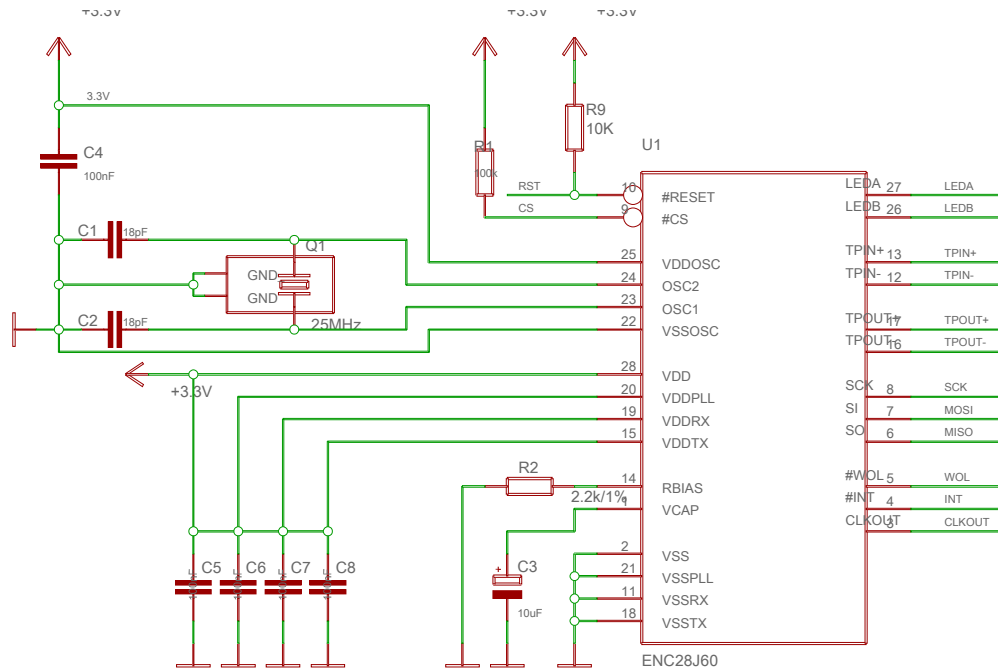 +3.3V
+3.3V
+3.3V
3.3V
C4
100nF
R1
100k
R9
10K
U1
RST
CS
10
9
#RESET
#CS
LEDA
27
LEDA
LEDB
26
LEDB
C1
18pF
Q1
GND
GND
25MHz
C2
18pF
25
VDDOSC
24
OSC2
23
OSC1
22
VSSOSC
TPIN+
13
TPIN+
TPIN-
12
TPIN-
TPOUT+
17
TPOUT+
TPOUT-
16
TPOUT-
+3.3V
28
VDD
20
VDDPLL
19
VDDRX
15
VDDTX
SCK
8
SCK
SI
7
MOSI
SO
6
MISO
R2
2.2k/1%
14
RBIAS
1
VCAP
#WOL
5
WOL
#INT
4
INT
CLKOUT
3
CLKOUT
C5
C6
C7
C8
+
C3
10uF
2
VSS
21
VSSPLL
11
VSSRX
18
VSSTX
ENC28J60